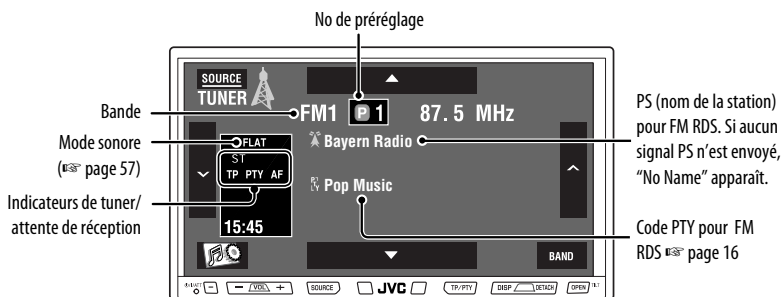 No de préréglage
SOURCE
TUNER
Bande
FM1 P 1 87.5 MHz
PS (nom de la station)
pour FM RDS. Si aucun
signal PS n’est envoyé,
“No Name” apparaît.
Mode sonore
(☞ page 57)
FLAT
Bayern Radio
ST
TP PTY AF
PTY Pop Music
Indicateurs de tuner/
attente de réception
15:45
Code PTY pour FM
RDS ☞ page 16
BAND
VOL
SOURCE
JVC
TP/PTY
DISP DETACH
OPEN TILT